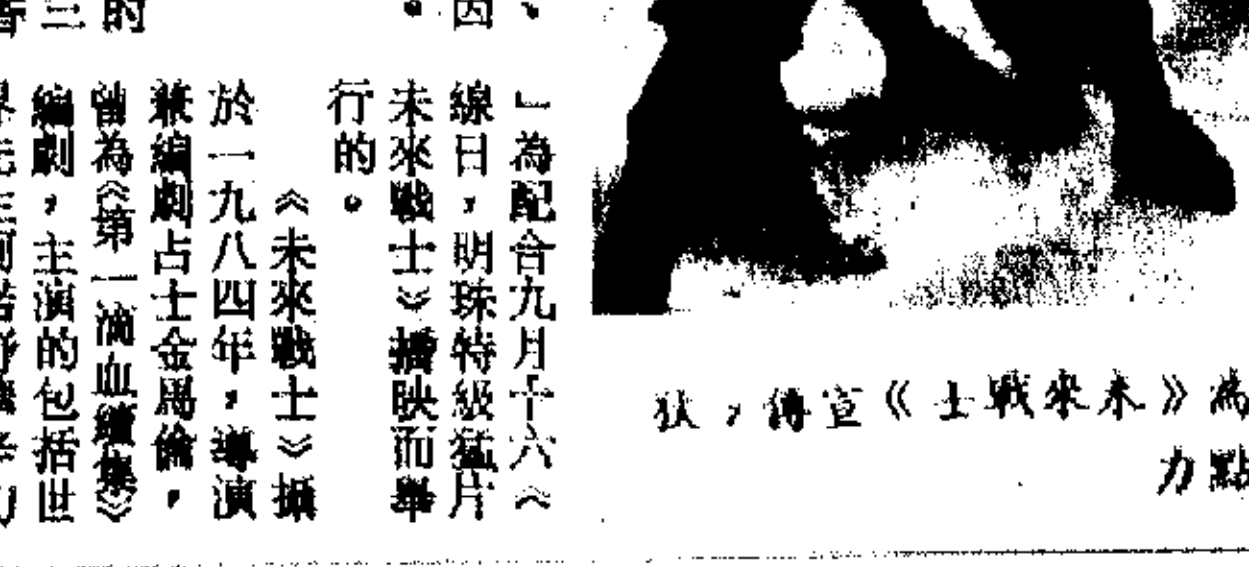 為《未來戰士》宣傳，狄
點力
、
因
。
的
三
」為配合九月十六《
線日，明珠特級猛片
未來戰士》播映而舉
行的。
《未來戰士》攝
於一九八四年，導演
兼編劇占士金馬倫，
曾為《第一滴血續集》
編劇，主演的包括世